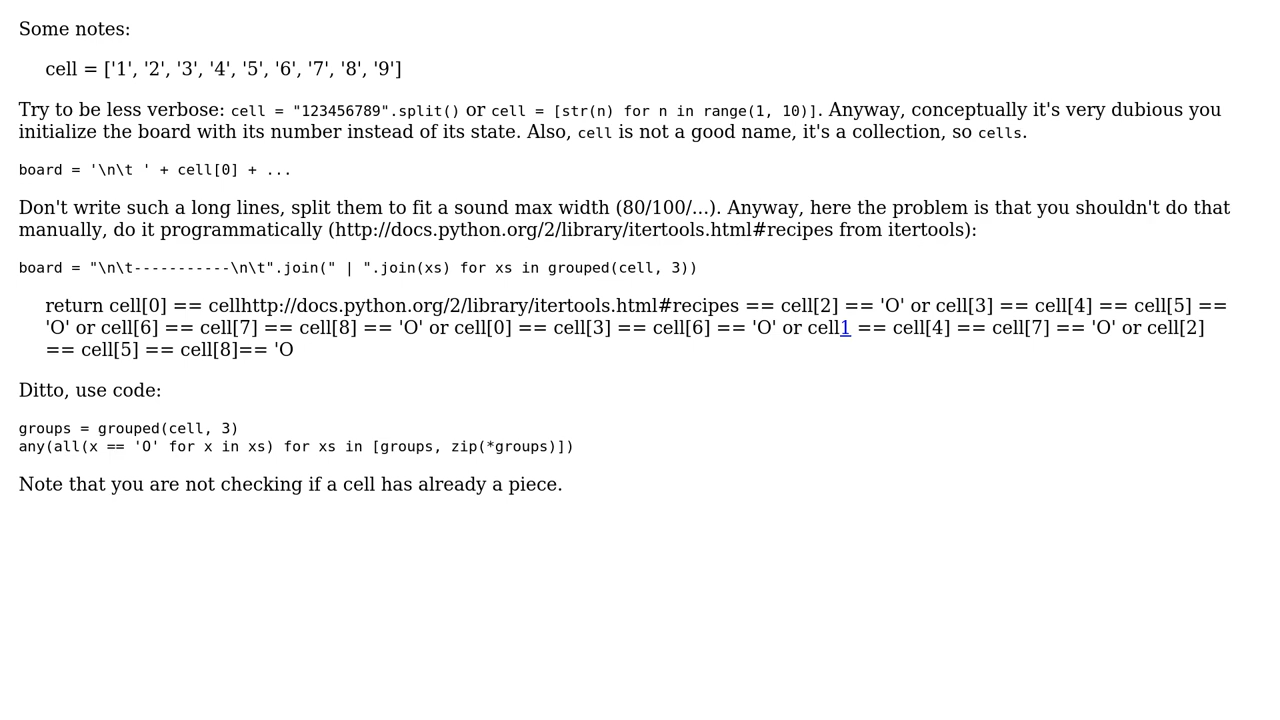 Some notes:
cell = ['1', '2', '3', '4', '5', '6', '7', '8', '9']
Try to be less verbose: cell = "123456789".split() or cell = [str(n) for n in range(1, 10)]. Anyway, conceptually it's very dubious you
initialize the board with its number instead of its state. Also, cell is not a good name, it's a collection, so cells.
board = '\n\t ' + cell[0] + ...
Don't write such a long lines, split them to fit a sound max width (80/100/...). Anyway, here the problem is that you shouldn't do that
manually, do it programmatically (http://docs.python.org/2/library/itertools.html#recipes from itertools):
board = "\n\t-----------\n\t".join(" | ".join(xs) for xs in grouped(cell, 3))
return cell[0] == cellhttp://docs.python.org/2/library/itertools.html#recipes == cell[2] == 'O' or cell[3] == cell[4] == cell[5] ==
'O' or cell[6] == cell[7] == cell[8] == 'O' or cell[0] == cell[3] == cell[6] == 'O' or cell1 == cell[4] == cell[7] == 'O' or cell[2]
== cell[5] == cell[8]== 'O
Ditto, use code:
groups = grouped(cell, 3)
any(all(x == 'O' for x in xs) for xs in [groups, zip(*groups)])
Note that you are not checking if a cell has already a piece.